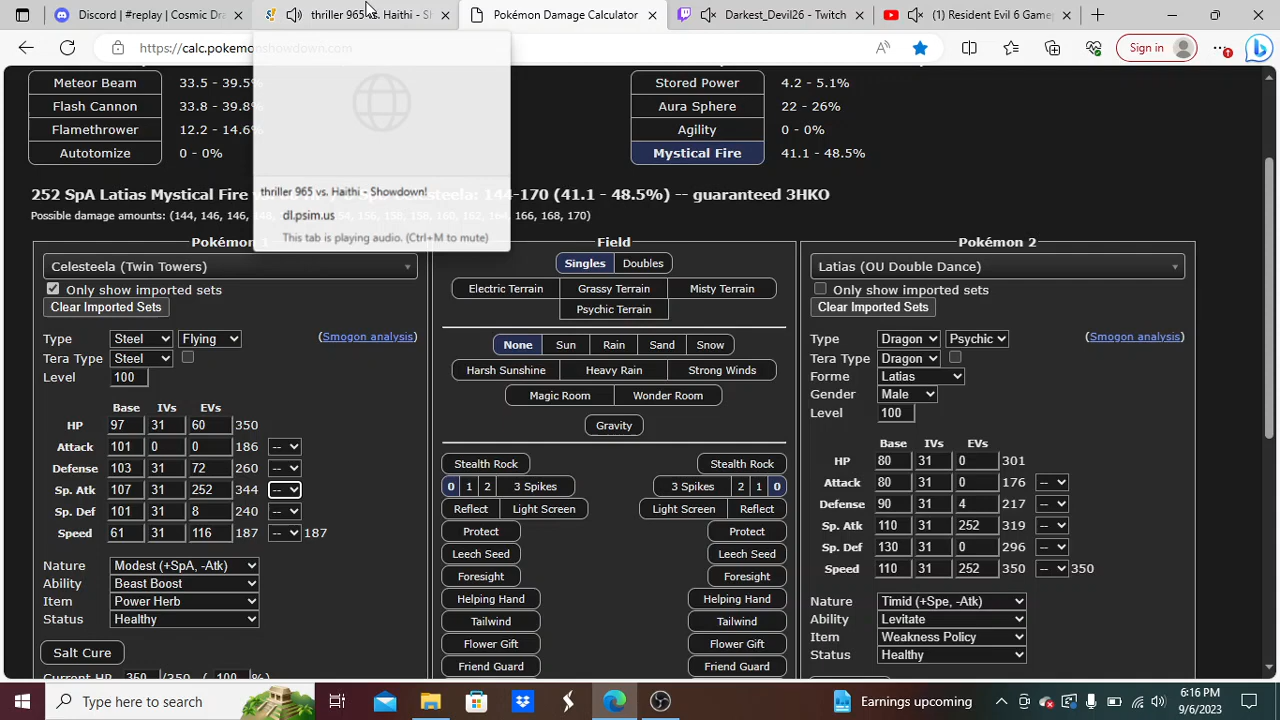 Discord | #replay | Cosmic Dra
thriller 965 vs. Haithi - Sh
Pokémon Damage Calculator
Darkest_Devil26 - Twitch
(1) Resident Evil 6 Game
https://calc.pokemonshowdown.com
Sign in
Meteor Beam 33.5 - 39.5%
Stored Power 4.2 - 5.1%
Flash Cannon 33.8 - 39.8%
Aura Sphere 22 - 26%
Flamethrower 12.2 - 14.6%
Agility 0 - 0%
Autotomize 0 - 0%
Mystical Fire 41.1 - 48.5%
thriller 965 vs. Haithi - Showdown!
dl.psim.us
This tab is playing audio. (Ctrl+M to mute)
252 SpA Latias Mystical Fire 144-170 (41.1 - 48.5%) -- guaranteed 3HKO
Possible damage amounts: (144, 146, 146, 164, 166, 168, 170)
Pokémon 1
Celesteela (Twin Towers)
Only show imported sets
Clear Imported Sets
Type Steel Flying (Smogon analysis)
Tera Type Steel
Level 100
Base IVs EVs
HP 97 31 60 350
Attack 101 0 0 186 --
Defense 103 31 72 260 --
Sp. Atk 107 31 252 344 --
Sp. Def 101 31 8 240 --
Speed 61 31 116 187 -- 187
Nature Modest (+SpA, -Atk)
Ability Beast Boost
Item Power Herb
Status Healthy
Salt Cure
Current HP 350 /350 ( 100 %)
Field
Singles Doubles
Electric Terrain Grassy Terrain Misty Terrain
Psychic Terrain
None Sun Rain Sand Snow
Harsh Sunshine Heavy Rain Strong Winds
Magic Room Wonder Room
Gravity
Stealth Rock Stealth Rock
0 1 2 3 Spikes 3 Spikes 2 1 0
Reflect Light Screen Light Screen Reflect
Protect Protect
Leech Seed Leech Seed
Foresight Foresight
Helping Hand Helping Hand
Tailwind Tailwind
Flower Gift Flower Gift
Friend Guard Friend Guard
Pokémon 2
Latias (OU Double Dance)
Only show imported sets
Clear Imported Sets
Type Dragon Psychic (Smogon analysis)
Tera Type Dragon
Forme Latias
Gender Male
Level 100
Base IVs EVs
HP 80 31 0 301
Attack 80 31 0 176 --
Defense 90 31 4 217 --
Sp. Atk 110 31 252 319 --
Sp. Def 130 31 0 296 --
Speed 110 31 252 350 -- 350
Nature Timid (+Spe, -Atk)
Ability Levitate
Item Weakness Policy
Status Healthy
Type here to search
Earnings upcoming
6:16 PM
9/6/2023